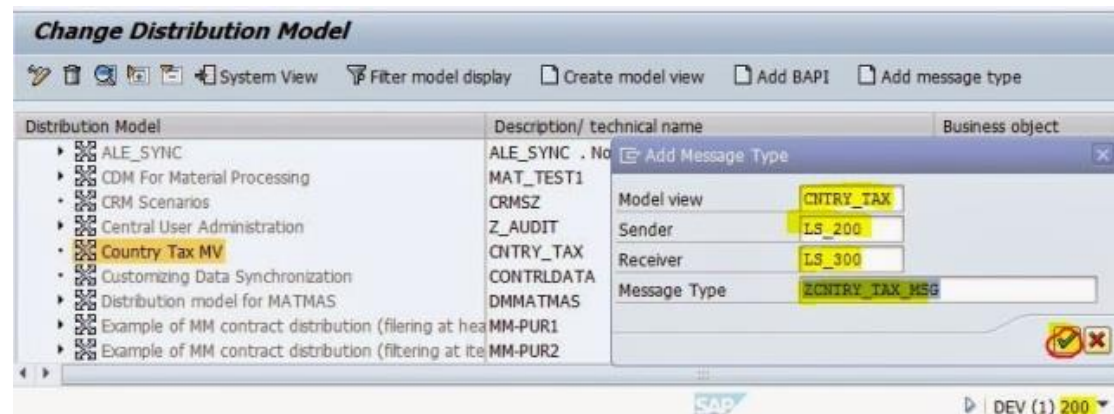 Change Distribution Model
System View Filter model display Create model view Add BAPI Add message type
Distribution Model Description/ technical name Business object
ALE_SYNC ALE_SYNC . No
CDM For Material Processing MAT_TEST1
CRM Scenarios CRMSZ
Central User Administration Z_AUDIT
Country Tax MV CNTRY_TAX
Customizing Data Synchronization CONTRLDATA
Distribution model for MATMAS DMMATMAS
Example of MM contract distribution (filering at hea MM-PUR1
Example of MM contract distribution (filtering at ite MM-PUR2
Add Message Type
Model view CNTRY_TAX
Sender LS_200
Receiver LS_300
Message Type ZCNTRY_TAX_MSG
SAP DEV (1) 200